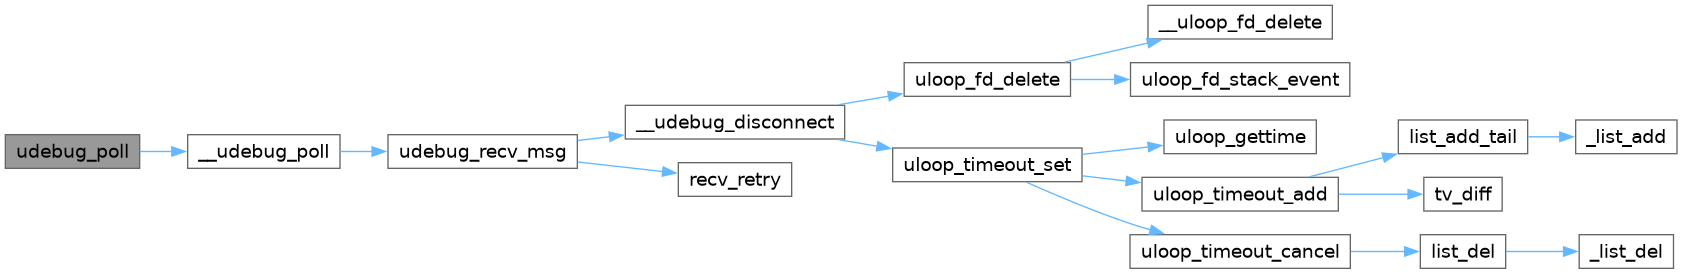 udebug_poll
__udebug_poll
udebug_recv_msg
__udebug_disconnect
uloop_fd_delete
__uloop_fd_delete
uloop_fd_stack_event
uloop_timeout_set
uloop_gettime
uloop_timeout_add
list_add_tail
_list_add
tv_diff
uloop_timeout_cancel
list_del
_list_del
recv_retry